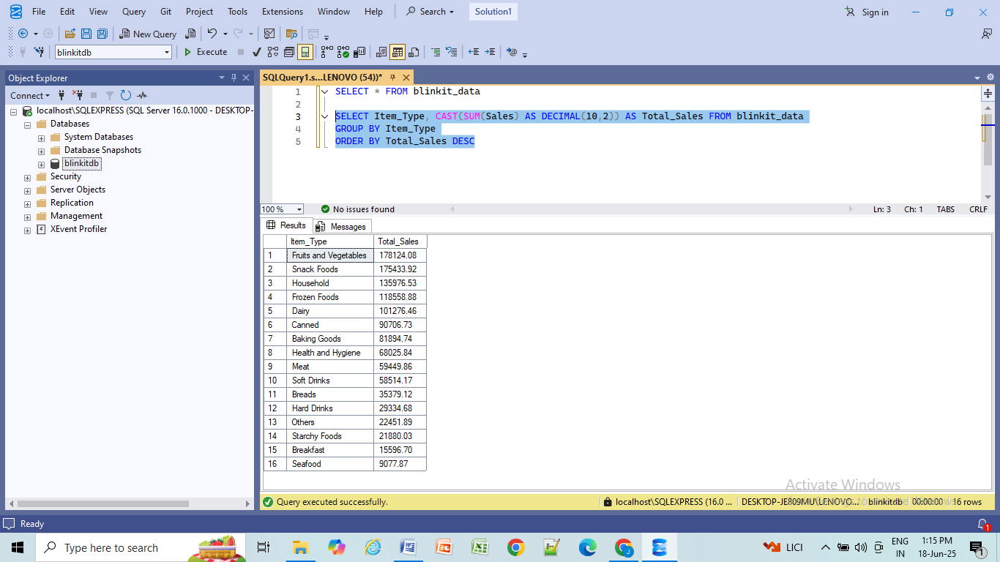 File Edit View Query Git Project Tools Extensions Window Help Search Solution1 Sign in
New Query
blinkitdb Execute
Object Explorer
Connect
localhost\SQLEXPRESS (SQL Server 16.0.1000 - DESKTOP-
Databases
System Databases
Database Snapshots
blinkitdb
Security
Server Objects
Replication
Management
XEvent Profiler
SQLQuery1.s...LENOVO (54))*
1 SELECT * FROM blinkit_data
2
3 SELECT Item_Type, CAST(SUM(Sales) AS DECIMAL(10,2)) AS Total_Sales FROM blinkit_data
4 GROUP BY Item_Type
5 ORDER BY Total_Sales DESC
100 % No issues found Ln: 3 Ch: 1 TABS CRLF
Results Messages
Item_Type Total_Sales
1 Fruits and Vegetables 178124.08
2 Snack Foods 175433.92
3 Household 135976.53
4 Frozen Foods 118558.88
5 Dairy 101276.46
6 Canned 90706.73
7 Baking Goods 81894.74
8 Health and Hygiene 68025.84
9 Meat 59449.86
10 Soft Drinks 58514.17
11 Breads 35379.12
12 Hard Drinks 29334.68
13 Others 22451.89
14 Starchy Foods 21880.03
15 Breakfast 15596.70
16 Seafood 9077.87
Activate Windows
Query executed successfully. localhost\SQLEXPRESS (16.0 ... blinkitdb 00:00:00 16 rows
Ready 1
Type here to search LICI ENG IN 1:15 PM 18-Jun-25 1